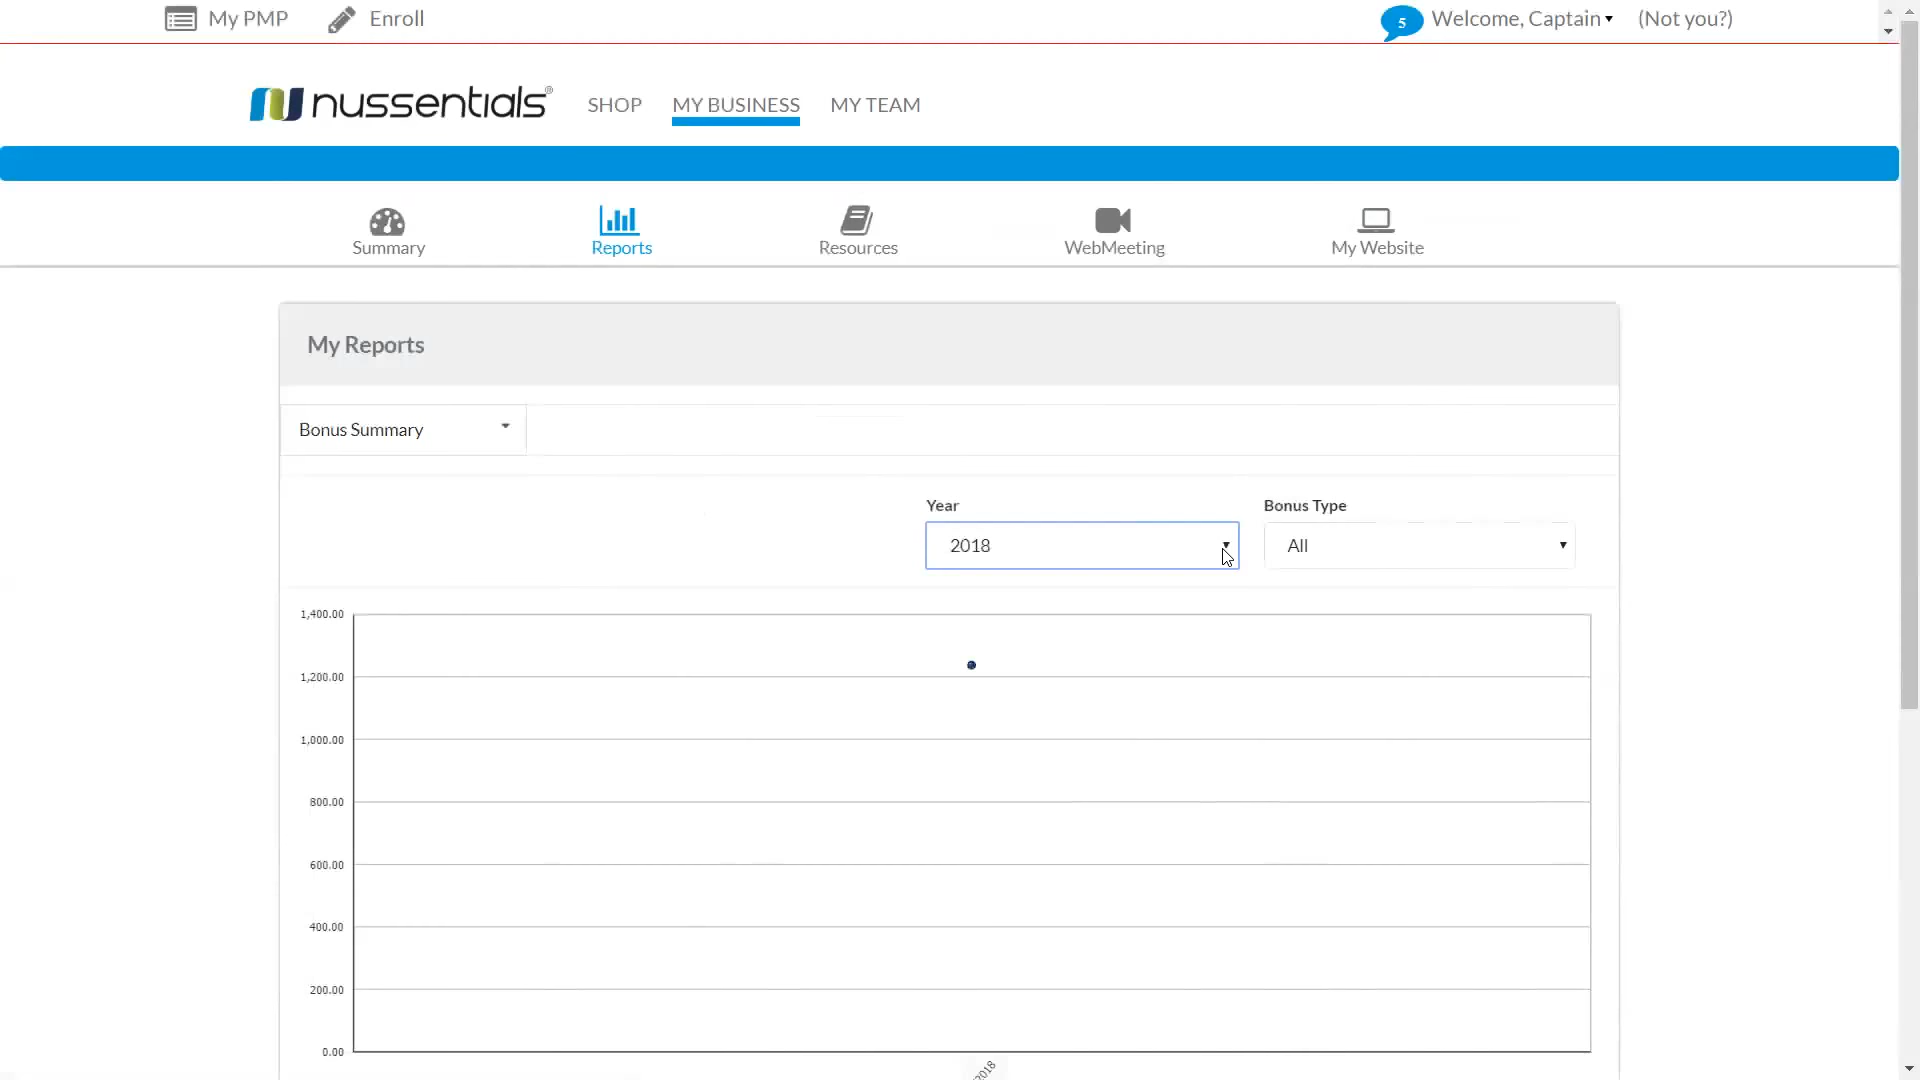 My PMP Enroll 5 Welcome, Captain (Not you?)
nussentials® SHOP MY BUSINESS MY TEAM
Summary Reports Resources WebMeeting My Website
My Reports
Bonus Summary
Year Bonus Type
2018 All
1,400.00
1,200.00
1,000.00
800.00
600.00
400.00
200.00
0.00